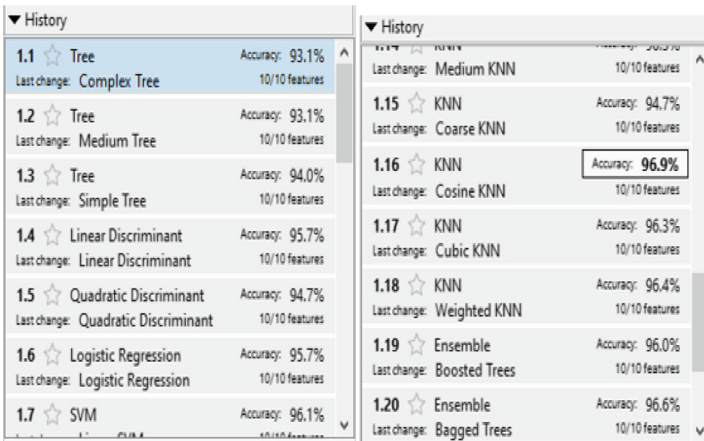 ▼ History
1.1 ☆ Tree Accuracy: 93.1%
Last change: Complex Tree 10/10 features
1.2 ☆ Tree Accuracy: 93.1%
Last change: Medium Tree 10/10 features
1.3 ☆ Tree Accuracy: 94.0%
Last change: Simple Tree 10/10 features
1.4 ☆ Linear Discriminant Accuracy: 95.7%
Last change: Linear Discriminant 10/10 features
1.5 ☆ Quadratic Discriminant Accuracy: 94.7%
Last change: Quadratic Discriminant 10/10 features
1.6 ☆ Logistic Regression Accuracy: 95.7%
Last change: Logistic Regression 10/10 features
1.7 ☆ SVM Accuracy: 96.1%
▼ History
1.14 ☆ KNN
Last change: Medium KNN 10/10 features
1.15 ☆ KNN Accuracy: 94.7%
Last change: Coarse KNN 10/10 features
1.16 ☆ KNN Accuracy: 96.9%
Last change: Cosine KNN 10/10 features
1.17 ☆ KNN Accuracy: 96.3%
Last change: Cubic KNN 10/10 features
1.18 ☆ KNN Accuracy: 96.4%
Last change: Weighted KNN 10/10 features
1.19 ☆ Ensemble Accuracy: 96.0%
Last change: Boosted Trees 10/10 features
1.20 ☆ Ensemble Accuracy: 96.6%
Last change: Bagged Trees 10/10 features